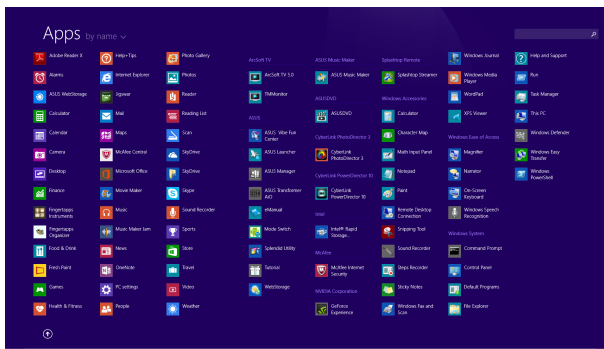 Apps by name
Adobe Reader X
Alarms
ASUS WebStorage
Calculator
Calendar
Camera
Desktop
Finance
Fingertapps
Instruments
Fingertapps
Organizer
Food & Drink
Fresh Paint
Games
Health & Fitness
Help+Tips
Internet Explorer
Jigswar
Mail
Maps
McAfee Central
Microsoft Office
Movie Maker
Music
Music Maker Jam
News
OneNote
PC settings
People
Photo Gallery
Photos
Reader
Reading List
Scan
SkyDrive
SkyDrive
Skype
Sound Recorder
Sports
Store
Travel
Video
Weather
ArcSoft TV
ArcSoft TV 5.0
TMMonitor
ASUS
ASUS Vibe Fun
Center
ASUS Launcher
ASUS Manager
ASUS Transformer
AiO
eManual
Mode Switch
Splendid Utility
Tutorial
WebStorage
ASUS Music Maker
ASUS Music Maker
ASUSDVD
ASUSDVD
CyberLink PhotoDirector 3
CyberLink
PhotoDirector 3
CyberLink PowerDirector 10
CyberLink
PowerDirector 10
Intel
Intel® Rapid
Storage...
McAfee
McAfee Internet
Security
NVIDIA Corporation
GeForce
Experience
Splashtop Remote
Splashtop Streamer
Windows Accessories
Calculator
Character Map
Math Input Panel
Notepad
Paint
Remote Desktop
Connection
Snipping Tool
Sound Recorder
Steps Recorder
Sticky Notes
Windows Fax and
Scan
Windows Journal
Windows Media
Player
WordPad
XPS Viewer
Windows Ease of Access
Magnifier
Narrator
On-Screen
Keyboard
Windows Speech
Recognition
Windows System
Command Prompt
Control Panel
Default Programs
File Explorer
Help and Support
Run
Task Manager
This PC
Windows Defender
Windows Easy
Transfer
Windows
PowerShell